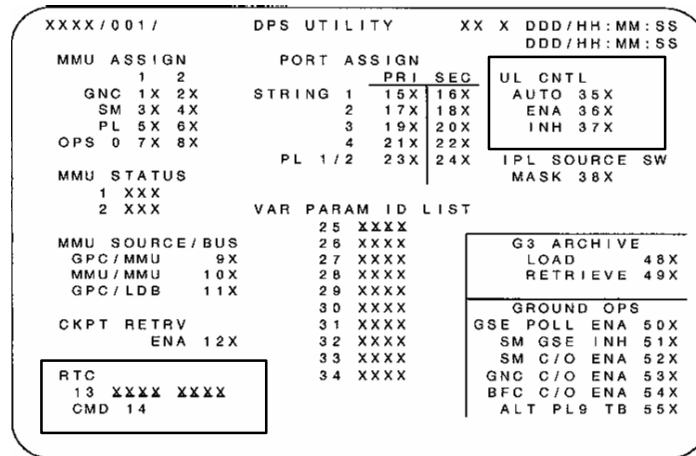 XXXX/001/ DPS UTILITY XX X DDD/HH:MM:SS
DDD/HH:MM:SS
MMU ASSIGN
1 2
GNC 1X 2X
SM 3X 4X
PL 5X 6X
OPS 0 7X 8X
MMU STATUS
1 XXX
2 XXX
MMU SOURCE/BUS
GPC/MMU 9X
MMU/MMU 10X
GPC/LDB 11X
CKPT RETRV
ENA 12X
RTC
13 XXXX XXXX
CMD 14
PORT ASSIGN
PRI SEC
STRING 1 15X 16X
2 17X 18X
3 19X 20X
4 21X 22X
PL 1/2 23X 24X
VAR PARAM ID LIST
25 XXXX
26 XXXX
27 XXXX
28 XXXX
29 XXXX
30 XXXX
31 XXXX
32 XXXX
33 XXXX
34 XXXX
UL CNTL
AUTO 35X
ENA 36X
INH 37X
IPL SOURCE SW
MASK 38X
G3 ARCHIVE
LOAD 48X
RETRIEVE 49X
GROUND OPS
GSE POLL ENA 50X
SM GSE INH 51X
SM C/O ENA 52X
GNC C/O ENA 53X
BFC C/O ENA 54X
ALT PL9 TB 55X